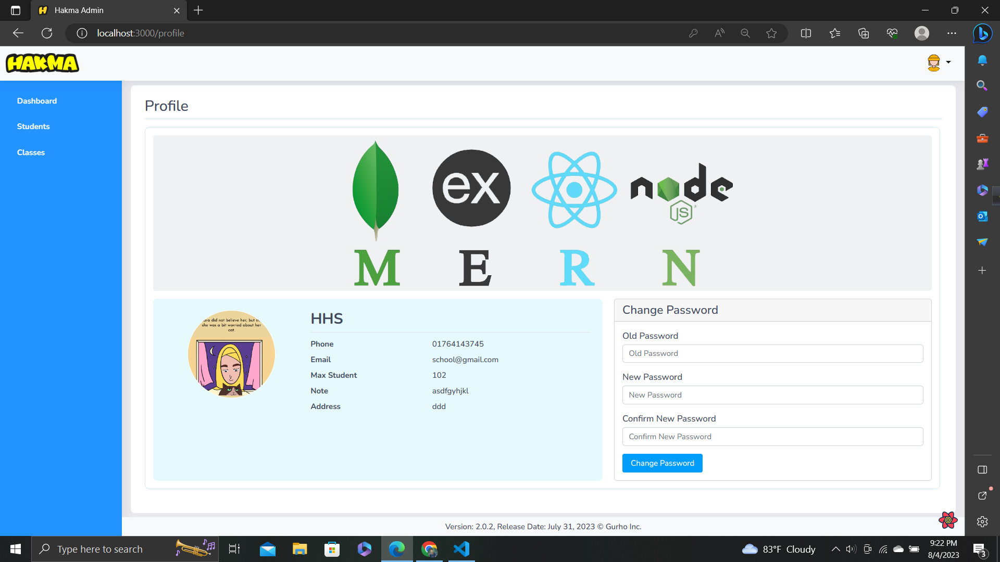 Hakma Admin
localhost:3000/profile
HAKMA
Dashboard
Students
Classes
Profile
ex
node
JS
M E R N
did not believe her, but
she was a bit worried about her
cat.
HHS
Phone 01764143745
Email school@gmail.com
Max Student 102
Note asdfgyhjkl
Address ddd
Change Password
Old Password
Old Password
New Password
New Password
Confirm New Password
Confirm New Password
Change Password
Version: 2.0.2, Release Date: July 31, 2023 © Gurho Inc.
Type here to search
83°F Cloudy
9:22 PM
8/4/2023
3